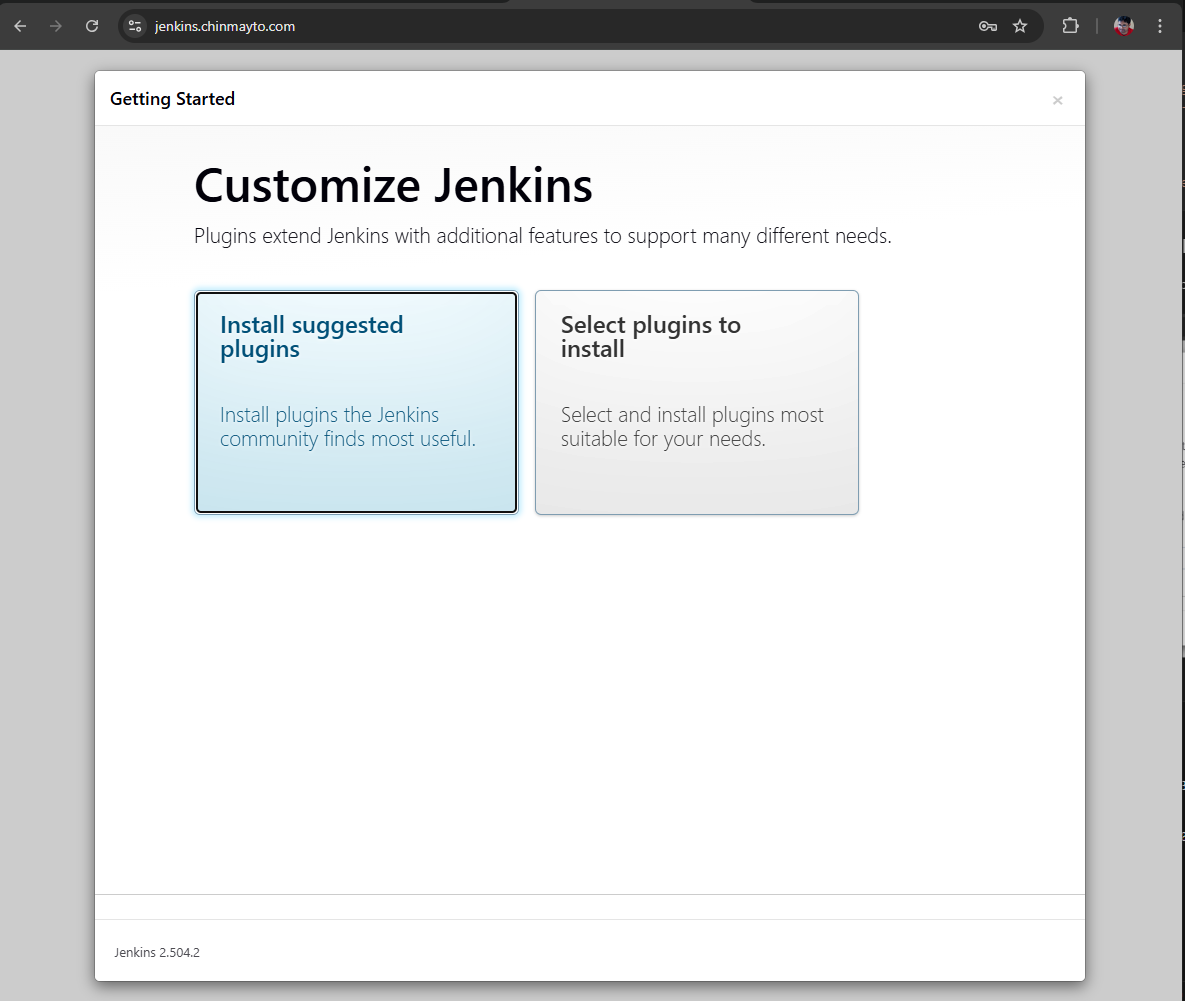 jenkins.chinmayto.com
Getting Started
×
Customize Jenkins
Plugins extend Jenkins with additional features to support many different needs.
Install suggested
plugins
Install plugins the Jenkins
community finds most useful.
Select plugins to
install
Select and install plugins most
suitable for your needs.
Jenkins 2.504.2